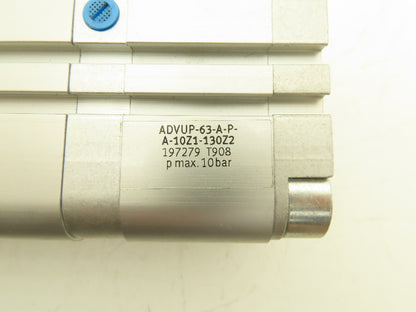 ADVUP-63-A-P-
A-10Z1-130Z2
197279 T908
p max. 10bar